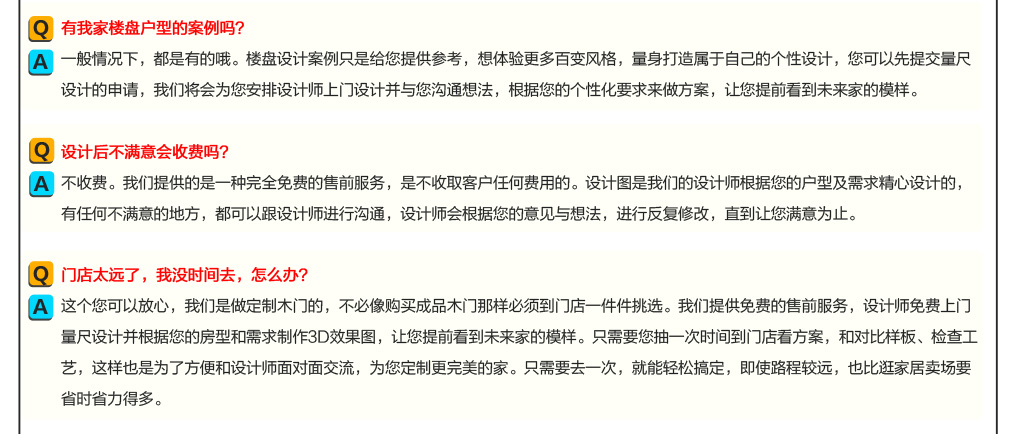 Q 有我家楼盘户型的案例吗?
A 一般情况下，都是有的哦。楼盘设计案例只是给您提供参考，想体验更多百变风格，量身打造属于自己的个性设计，您可以先提交量尺
设计的申请，我们将会为您安排设计师上门设计并与您沟通想法，根据您的个性化要求来做方案，让您提前看到未来家的模样。
Q 设计后不满意会收费吗?
A 不收费。我们提供的是一种完全免费的售前服务，是不收取客户任何费用的。设计图是我们的设计师根据您的户型及需求精心设计的，
有任何不满意的地方，都可以跟设计师进行沟通，设计师会根据您的意见与想法，进行反复修改，直到让您满意为止。
Q 门店太远了，我没时间去，怎么办?
A 这个您可以放心，我们是做定制木门的，不必像购买成品木门那样必须到门店一件件挑选。我们提供免费的售前服务，设计师免费上门
量尺设计并根据您的房型和需求制作3D效果图，让您提前看到未来家的模样。只需要您抽一次时间到门店看方案，和对比样板、检查工
艺，这样也是为了方便和设计师面对面交流，为您定制更完美的家。只需要去一次，就能轻松搞定，即使路程较远，也比逛家居卖场要
省时省力得多。